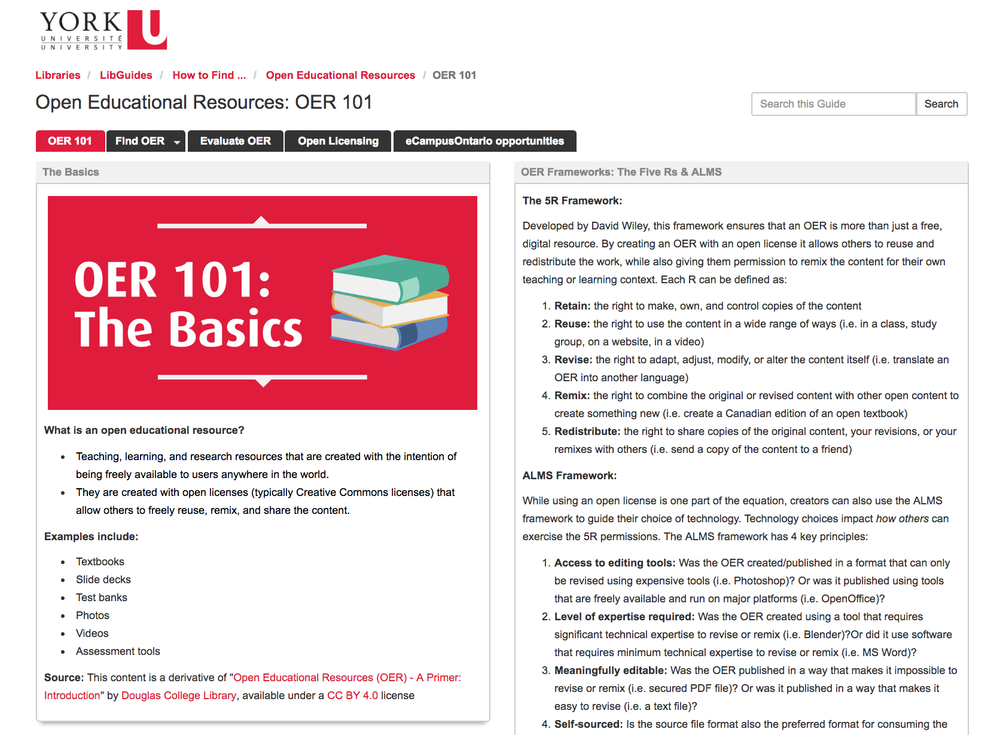 YORK U
UNIVERSITÉ
UNIVERSITY
Libraries / LibGuides / How to Find ... / Open Educational Resources / OER 101
Open Educational Resources: OER 101
Search this Guide
Search
OER 101
Find OER
Evaluate OER
Open Licensing
eCampusOntario opportunities
The Basics
OER 101:
The Basics
What is an open educational resource?
• Teaching, learning, and research resources that are created with the intention of
being freely available to users anywhere in the world.
• They are created with open licenses (typically Creative Commons licenses) that
allow others to freely reuse, remix, and share the content.
Examples include:
• Textbooks
• Slide decks
• Test banks
• Photos
• Videos
• Assessment tools
Source: This content is a derivative of "Open Educational Resources (OER) - A Primer:
Introduction" by Douglas College Library, available under a CC BY 4.0 license
OER Frameworks: The Five Rs & ALMS
The 5R Framework:
Developed by David Wiley, this framework ensures that an OER is more than just a free,
digital resource. By creating an OER with an open license it allows others to reuse and
redistribute the work, while also giving them permission to remix the content for their own
teaching or learning context. Each R can be defined as:
1. Retain: the right to make, own, and control copies of the content
2. Reuse: the right to use the content in a wide range of ways (i.e. in a class, study
group, on a website, in a video)
3. Revise: the right to adapt, adjust, modify, or alter the content itself (i.e. translate an
OER into another language)
4. Remix: the right to combine the original or revised content with other open content to
create something new (i.e. create a Canadian edition of an open textbook)
5. Redistribute: the right to share copies of the original content, your revisions, or your
remixes with others (i.e. send a copy of the content to a friend)
ALMS Framework:
While using an open license is one part of the equation, creators can also use the ALMS
framework to guide their choice of technology. Technology choices impact how others can
exercise the 5R permissions. The ALMS framework has 4 key principles:
1. Access to editing tools: Was the OER created/published in a format that can only
be revised using expensive tools (i.e. Photoshop)? Or was it published using tools
that are freely available and run on major platforms (i.e. OpenOffice)?
2. Level of expertise required: Was the OER created using a tool that requires
significant technical expertise to revise or remix (i.e. Blender)?Or did it use software
that requires minimum technical expertise to revise or remix (i.e. MS Word)?
3. Meaningfully editable: Was the OER published in a way that makes it impossible to
revise or remix (i.e. secured PDF file)? Or was it published in a way that makes it
easy to revise (i.e. a text file)?
4. Self-sourced: Is the source file format also the preferred format for consuming the